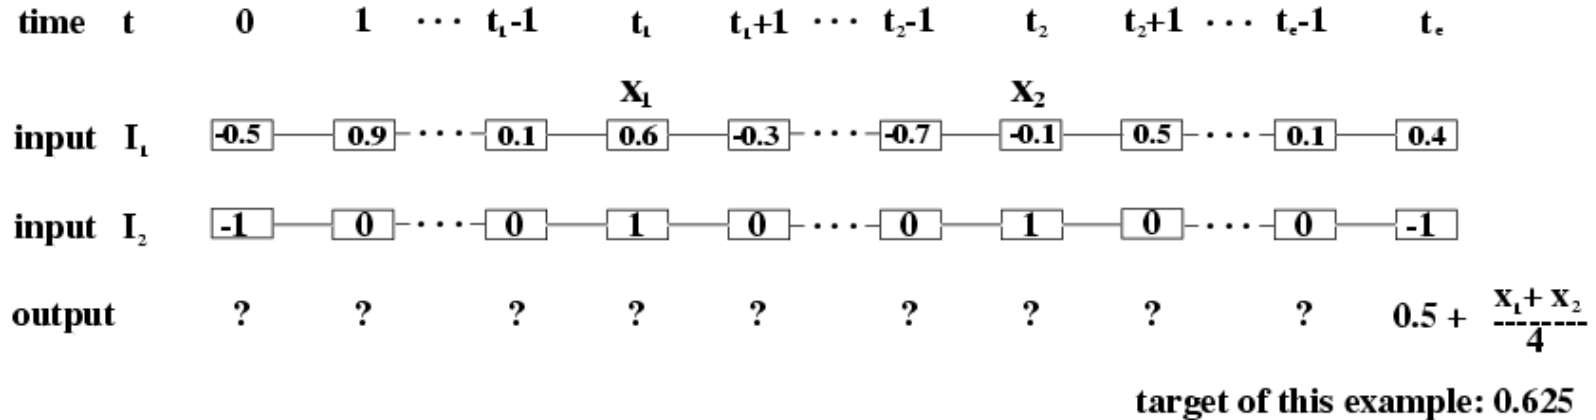 time t 0 1 ··· t₁-1 t₁ t₁+1 ··· t₂-1 t₂ t₂+1 ··· tₑ-1 tₑ
X₁ X₂
input I₁ -0.5 0.9 ··· 0.1 0.6 -0.3 ··· -0.7 -0.1 0.5 ··· 0.1 0.4
input I₂ -1 0 ··· 0 1 0 ··· 0 1 0 ··· 0 -1
output ? ? ? ? ? ? ? ? ? 0.5 + x₁+ x₂
--------
4
target of this example: 0.625